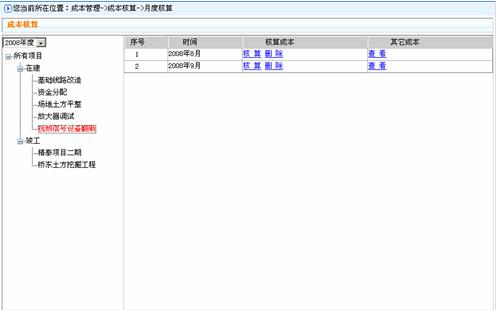 您当前所在位置：成本管理->成本核算->月度核算
成本核算
2008年度
所有项目
在建
基础线路改造
资金分配
场地土方平整
放大器调试
视频信号设备翻新
竣工
精泰项目二期
桥东土方挖掘工程
序号 时间 核算成本 其它成本
1 2008年8月 核 算 删 除 查 看
2 2008年9月 核 算 删 除 查 看